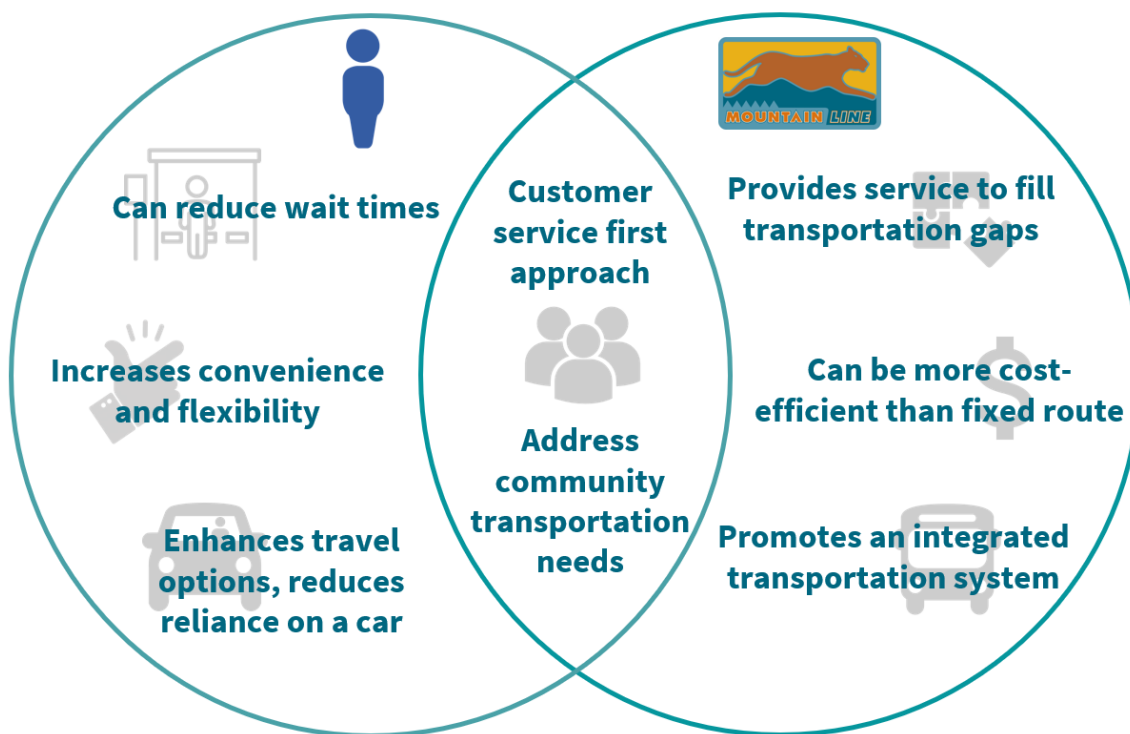 MOUNTAIN LINE
Can reduce wait times
Increases convenience
and flexibility
Enhances travel
options, reduces
reliance on a car
Customer
service first
approach
Address
community
transportation
needs
Provides service to fill
transportation gaps
Can be more cost-
efficient than fixed route
Promotes an integrated
transportation system